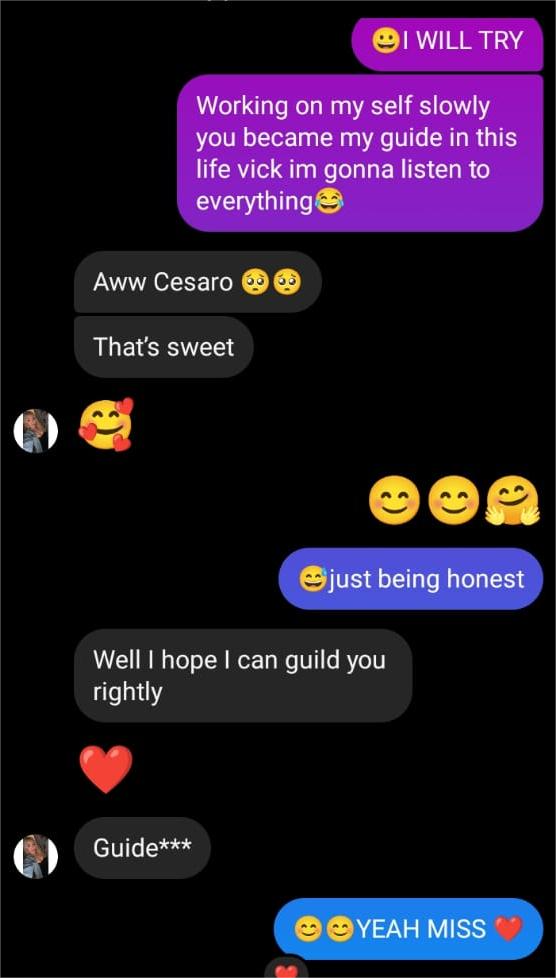 😀I WILL TRY
Working on my self slowly
you became my guide in this
life vick im gonna listen to
everything😂
Aww Cesaro 🥺🥺
That's sweet
🥰
😊😊🤗
😅just being honest
Well I hope I can guild you
rightly
❤️
Guide***
😊😊YEAH MISS ❤️